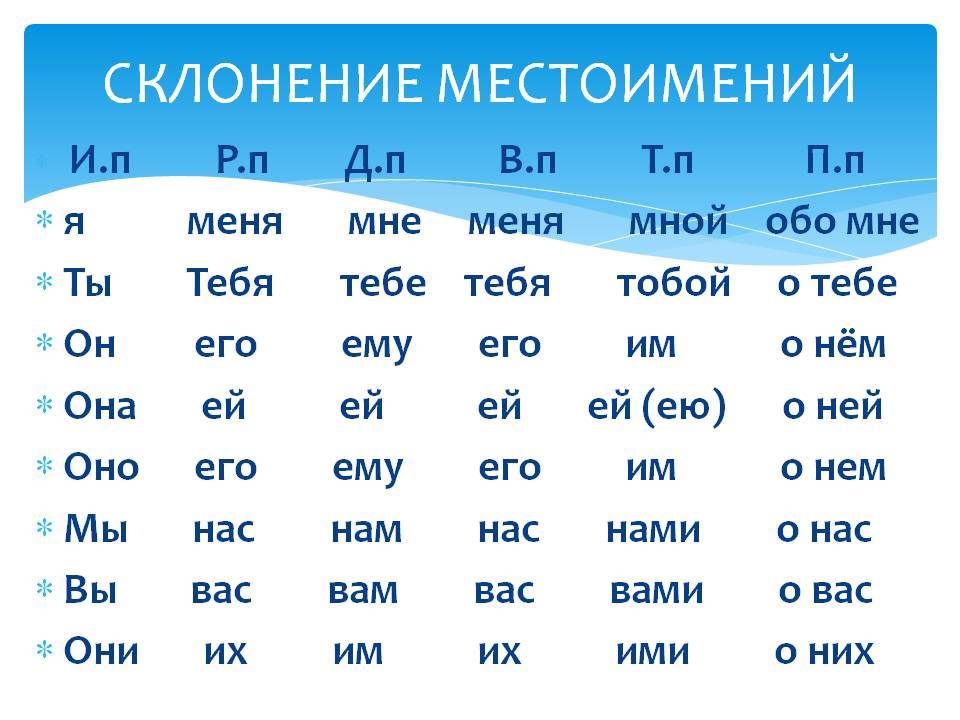 СКЛОНЕНИЕ МЕСТОИМЕНИЙ
И.п Р.п Д.п В.п Т.п П.п
я меня мне меня мной обо мне
Ты Тебя тебе тебя тобой о тебе
Он его ему его им о нём
Она ей ей ей ей (ею) о ней
Оно его ему его им о нем
Мы нас нам нас нами о нас
Вы вас вам вас вами о вас
Они их им их ими о них